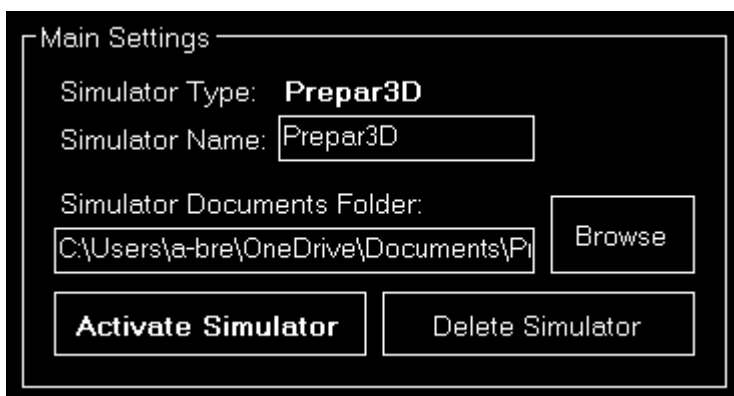 Main Settings
Simulator Type: Prepar3D
Simulator Name: Prepar3D
Simulator Documents Folder:
C:\Users\a-bre\OneDrive\Documents\Pr
Browse
Activate Simulator
Delete Simulator